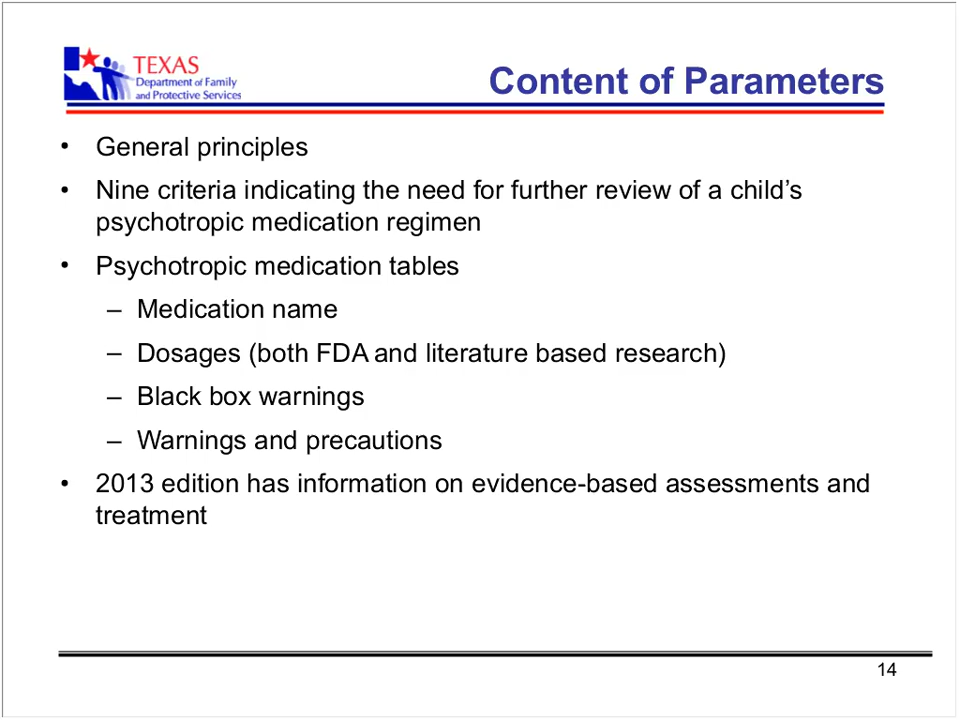 TEXAS
Department of Family
and Protective Services
Content of Parameters
• General principles
• Nine criteria indicating the need for further review of a child’s
psychotropic medication regimen
• Psychotropic medication tables
– Medication name
– Dosages (both FDA and literature based research)
– Black box warnings
– Warnings and precautions
• 2013 edition has information on evidence-based assessments and
treatment
14